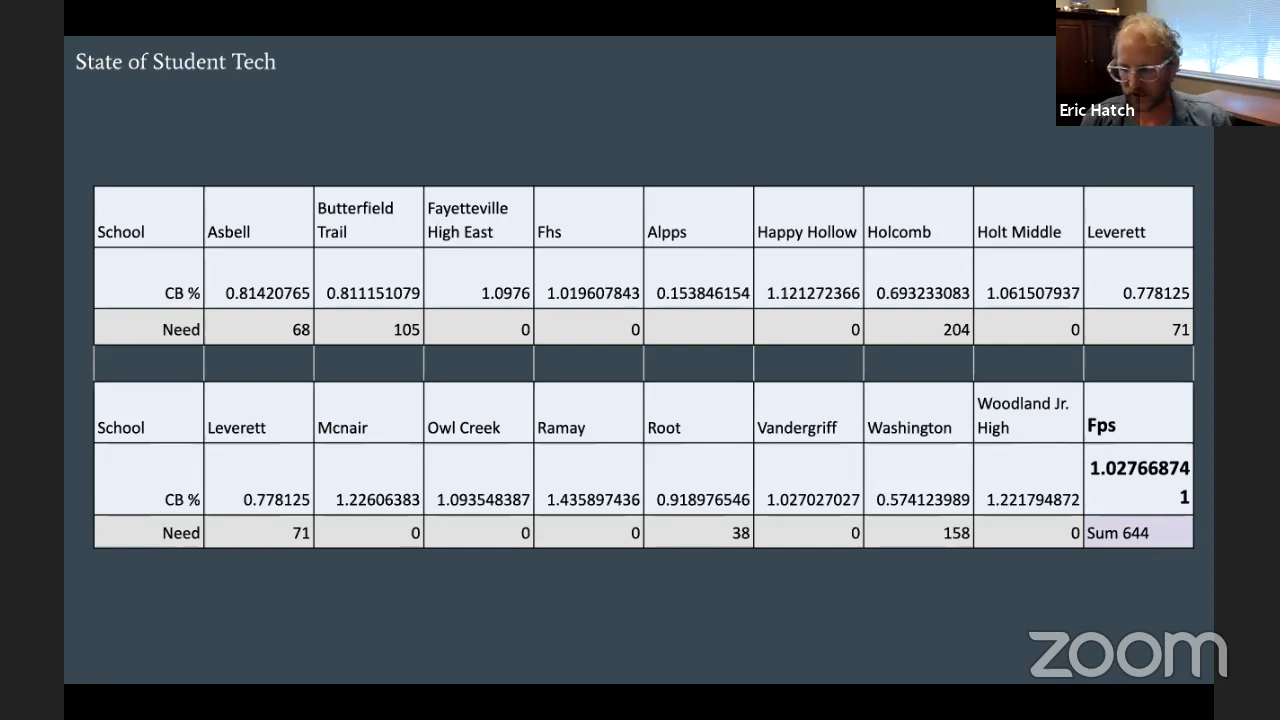 State of Student Tech
Eric Hatch
School Asbell Butterfield Trail Fayetteville High East Fhs Alpps Happy Hollow Holcomb Holt Middle Leverett
CB % 0.81420765 0.811151079 1.0976 1.019607843 0.153846154 1.121272366 0.693233083 1.061507937 0.778125
Need 68 105 0 0 0 204 0 71
School Leverett Mcnair Owl Creek Ramay Root Vandergriff Washington Woodland Jr. High Fps
CB % 0.778125 1.22606383 1.093548387 1.435897436 0.918976546 1.027027027 0.574123989 1.221794872 1.027668741
Need 71 0 0 0 38 0 158 0 Sum 644
zoom